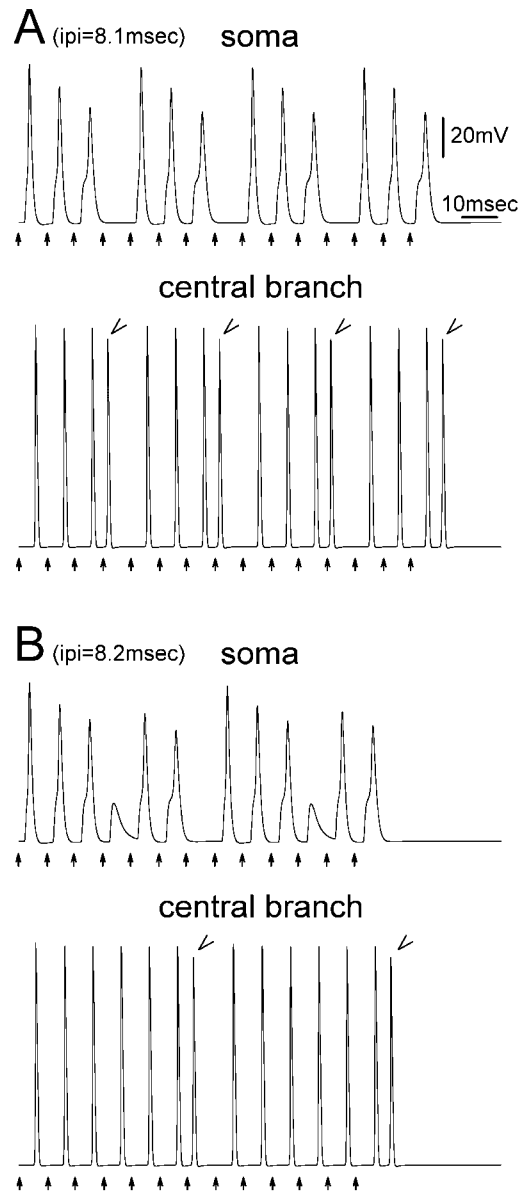 A (ipi=8.1msec) soma
20mV
10msec
central branch
B (ipi=8.2msec) soma
central branch